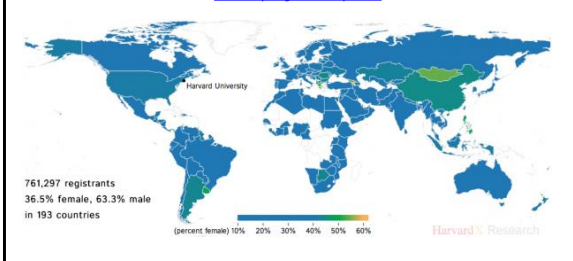 Harvard University
761,297 registrants
36.5% female, 63.3% male
in 193 countries
(percent female) 10% 20% 30% 40% 50% 60%
HarvardX Research